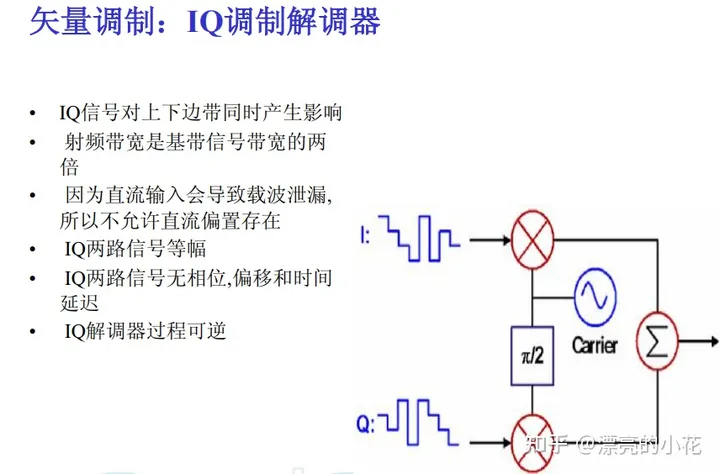 矢量调制：IQ调制解调器
• IQ信号对上下边带同时产生影响
• 射频带宽是基带信号带宽的两
倍
• 因为直流输入会导致载波泄漏,
所以不允许直流偏置存在
• IQ两路信号等幅
• IQ两路信号无相位,偏移和时间
延迟
• IQ解调器过程可逆
I:
Carrier
π/2
Σ
Q:
知乎 @漂亮的小花